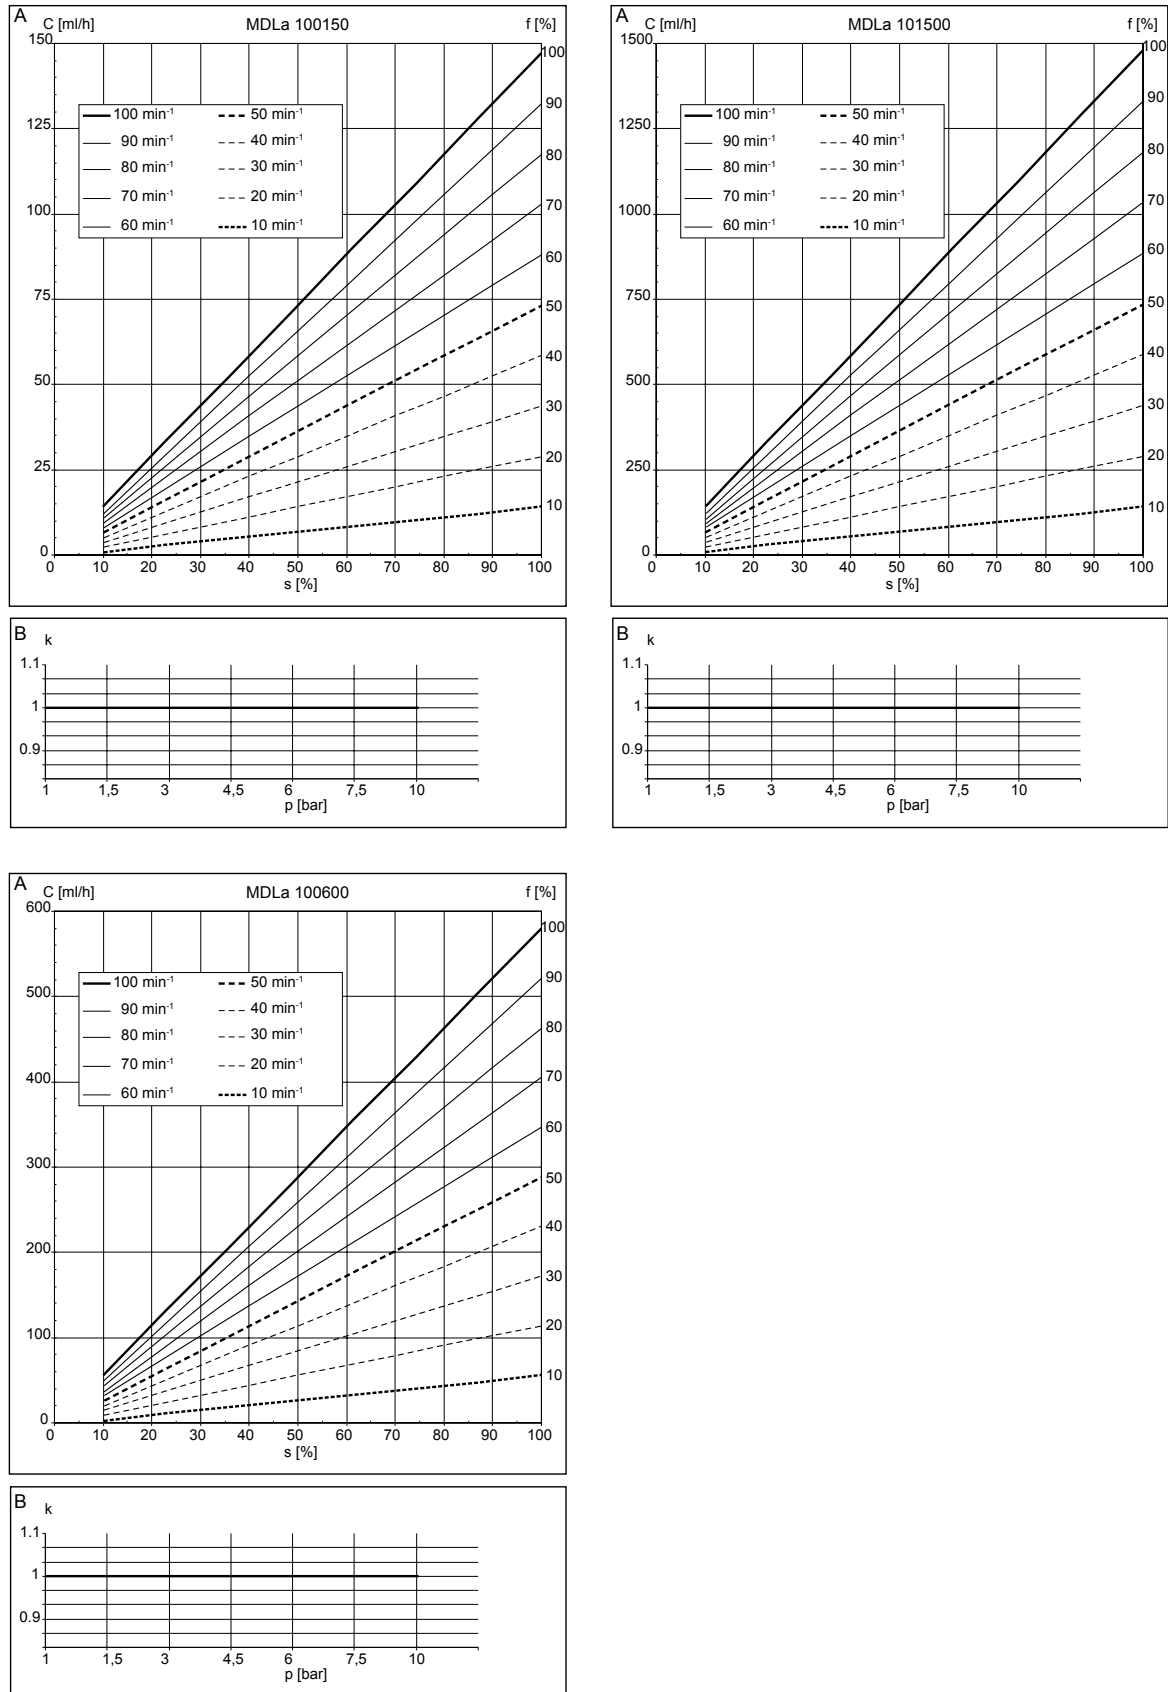 A
C [ml/h] MDLa 100150 f [%]
150
125
100
75
50
25
0
100 min⁻¹ 50 min⁻¹
90 min⁻¹ 40 min⁻¹
80 min⁻¹ 30 min⁻¹
70 min⁻¹ 20 min⁻¹
60 min⁻¹ 10 min⁻¹
100
90
80
70
60
50
40
30
20
10
0 10 20 30 40 50 60 70 80 90 100
s [%]
B
k
1.1
1
0.9
1 1,5 3 4,5 6 7,5 10
p [bar]
A
C [ml/h] MDLa 101500 f [%]
1500
1250
1000
750
500
250
0
100 min⁻¹ 50 min⁻¹
90 min⁻¹ 40 min⁻¹
80 min⁻¹ 30 min⁻¹
70 min⁻¹ 20 min⁻¹
60 min⁻¹ 10 min⁻¹
100
90
80
70
60
50
40
30
20
10
0 10 20 30 40 50 60 70 80 90 100
s [%]
B
k
1.1
1
0.9
1 1,5 3 4,5 6 7,5 10
p [bar]
A
C [ml/h] MDLa 100600 f [%]
600
500
400
300
200
100
0
100 min⁻¹ 50 min⁻¹
90 min⁻¹ 40 min⁻¹
80 min⁻¹ 30 min⁻¹
70 min⁻¹ 20 min⁻¹
60 min⁻¹ 10 min⁻¹
100
90
80
70
60
50
40
30
20
10
0 10 20 30 40 50 60 70 80 90 100
s [%]
B
k
1.1
1
0.9
1 1,5 3 4,5 6 7,5 10
p [bar]